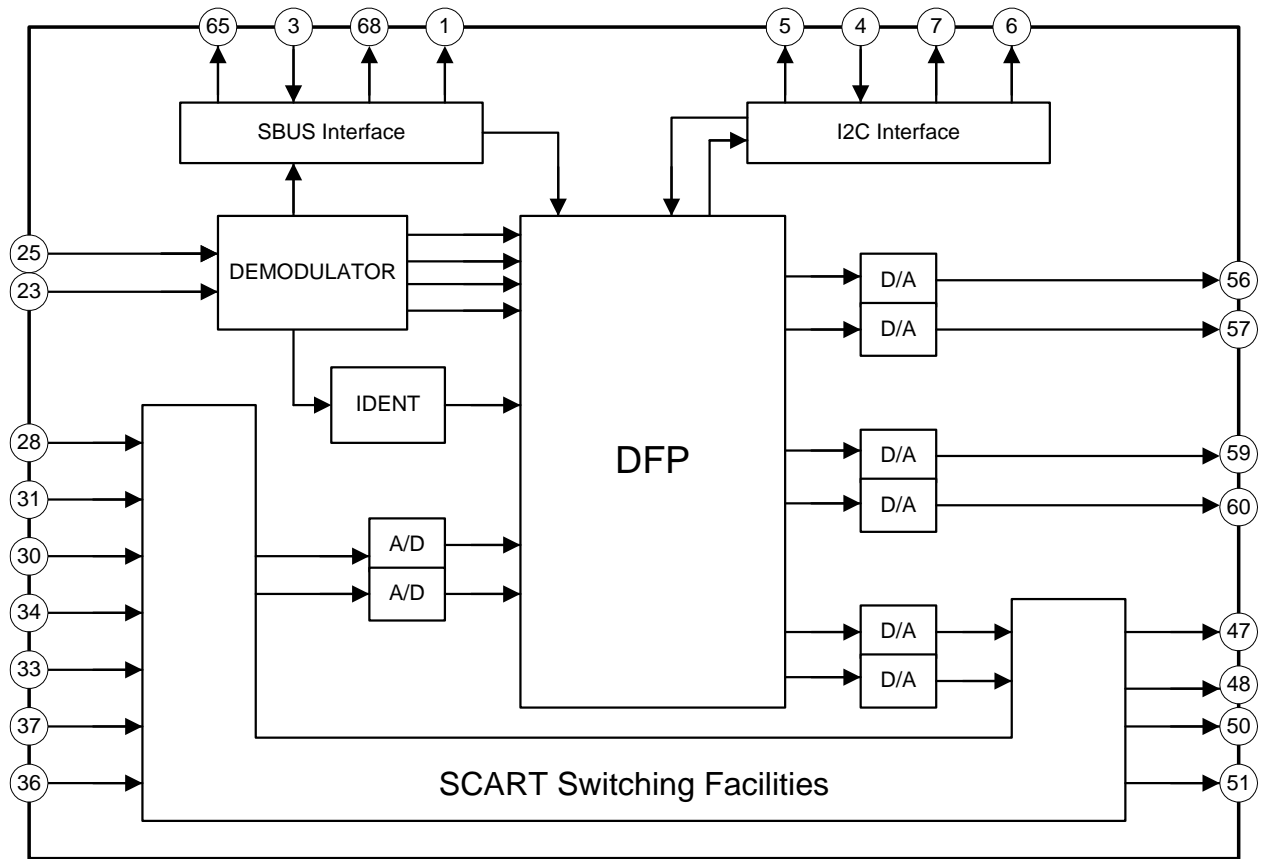 65 3 68 1 5 4 7 6
SBUS Interface I2C Interface
25
DEMODULATOR
23
D/A 56
D/A 57
IDENT
28
D/A 59
DFP
31
D/A 60
30
A/D
A/D
34
D/A 47
33
D/A 48
37
50
36
SCART Switching Facilities
51